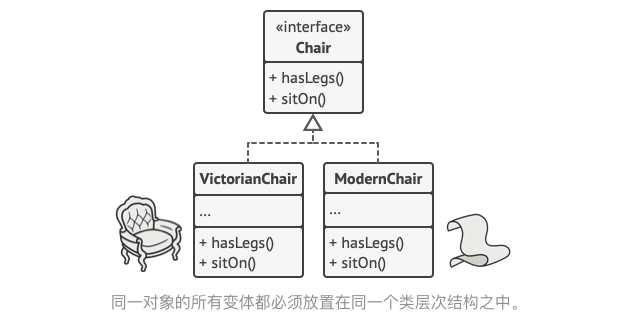 «interface»
Chair
+ hasLegs()
+ sitOn()
VictorianChair
...
+ hasLegs()
+ sitOn()
ModernChair
...
+ hasLegs()
+ sitOn()
同一对象的所有变体都必须放置在同一个类层次结构之中。